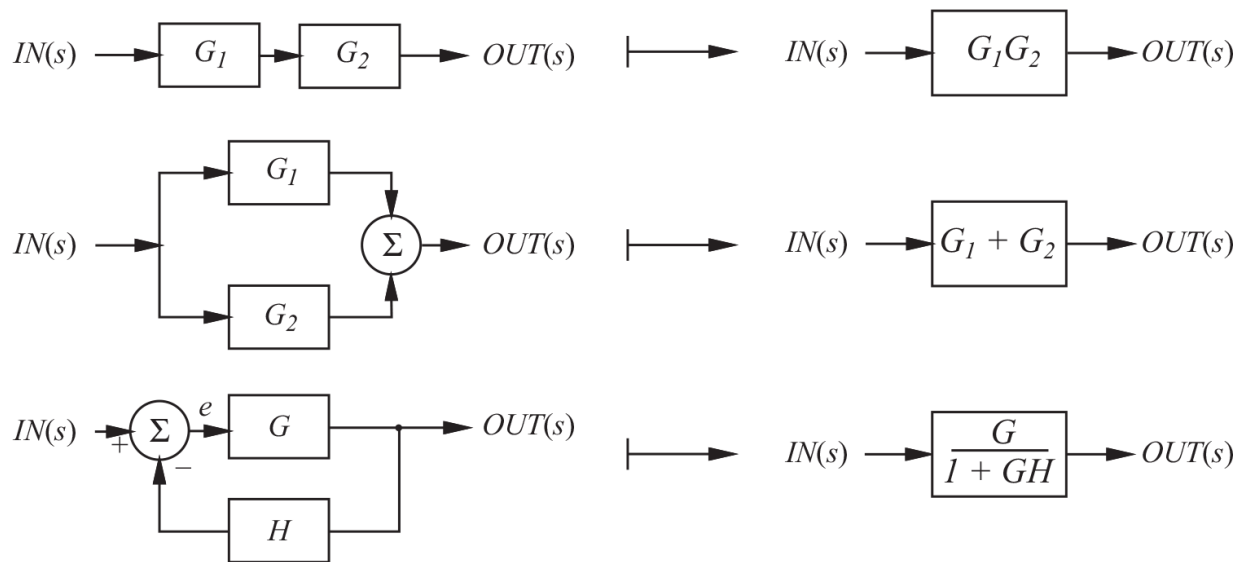 IN(s) G₁ G₂ OUT(s) IN(s) G₁G₂ OUT(s)
G₁
IN(s) Σ OUT(s) IN(s) G₁ + G₂ OUT(s)
G₂
IN(s) + Σ e G OUT(s)
−
IN(s) G OUT(s)
1 + GH
H